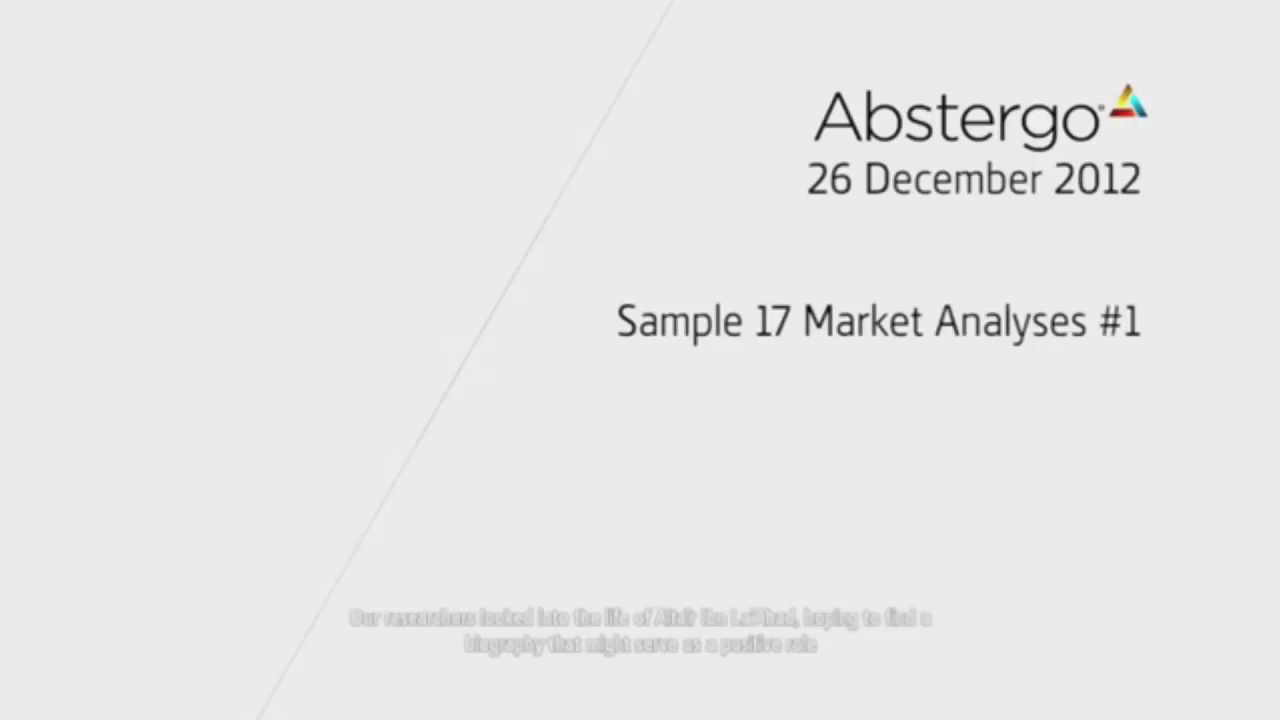 Abstergo
26 December 2012
Sample 17 Market Analyses #1
Our researchers looked into the life of Altaïr Ibn-La'Ahad, hoping to find a
biography that might serve as a positive role